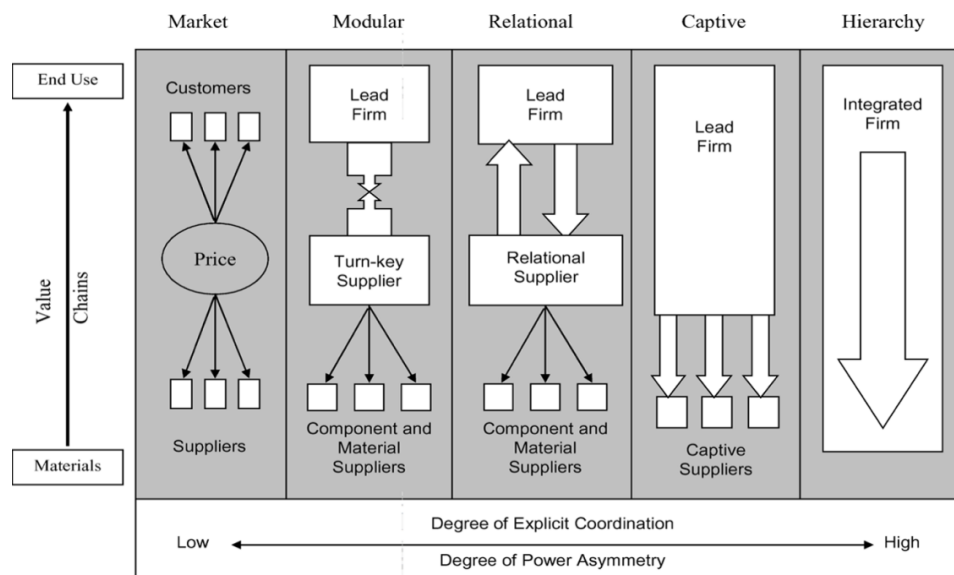 Market
Modular
Relational
Captive
Hierarchy
End Use
Value
Chains
Materials
Customers
Price
Suppliers
Lead
Firm
Turn-key
Supplier
Component and
Material
Suppliers
Lead
Firm
Relational
Supplier
Component and
Material
Suppliers
Lead
Firm
Captive
Suppliers
Integrated
Firm
Degree of Explicit Coordination
Low
High
Degree of Power Asymmetry